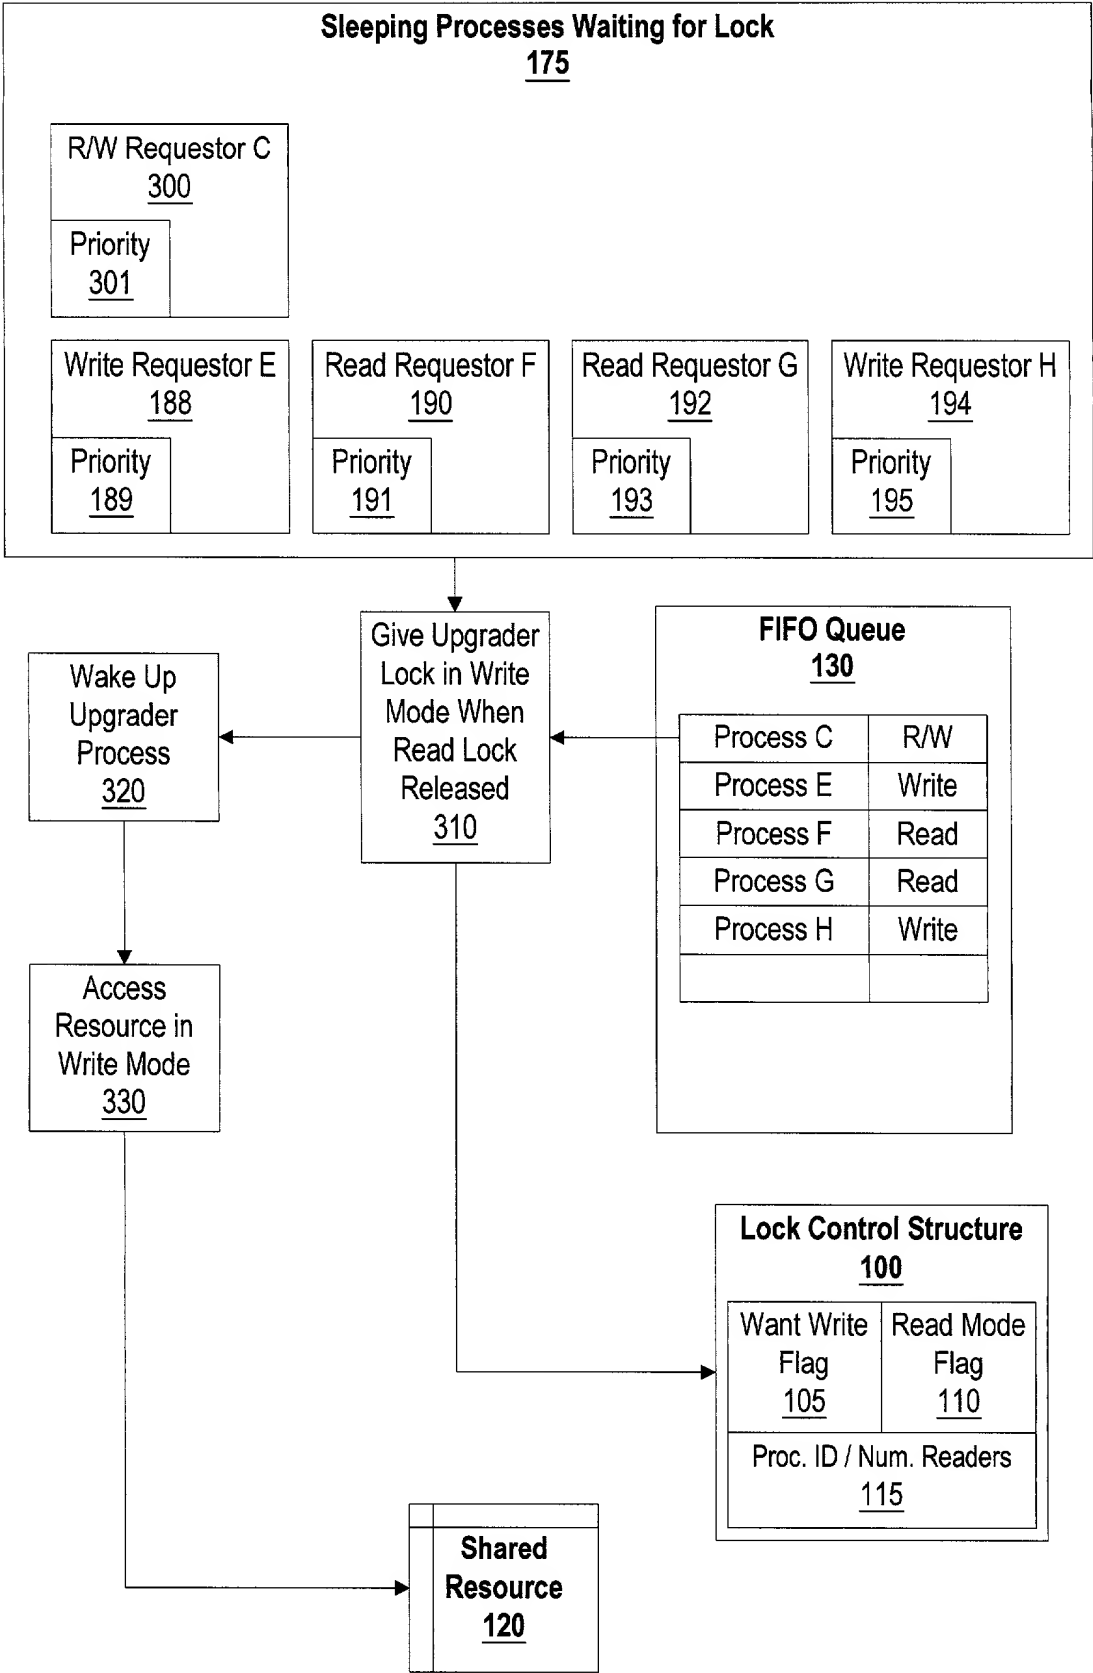 Sleeping Processes Waiting for Lock
175
R/W Requestor C
300
Priority
301
Write Requestor E
188
Priority
189
Read Requestor F
190
Priority
191
Read Requestor G
192
Priority
193
Write Requestor H
194
Priority
195
Give Upgrader
Lock in Write
Mode When
Read Lock
Released
310
FIFO Queue
130
Process C R/W
Process E Write
Process F Read
Process G Read
Process H Write
Wake Up
Upgrader
Process
320
Access
Resource in
Write Mode
330
Lock Control Structure
100
Want Write
Flag
105
Read Mode
Flag
110
Proc. ID / Num. Readers
115
Shared
Resource
120